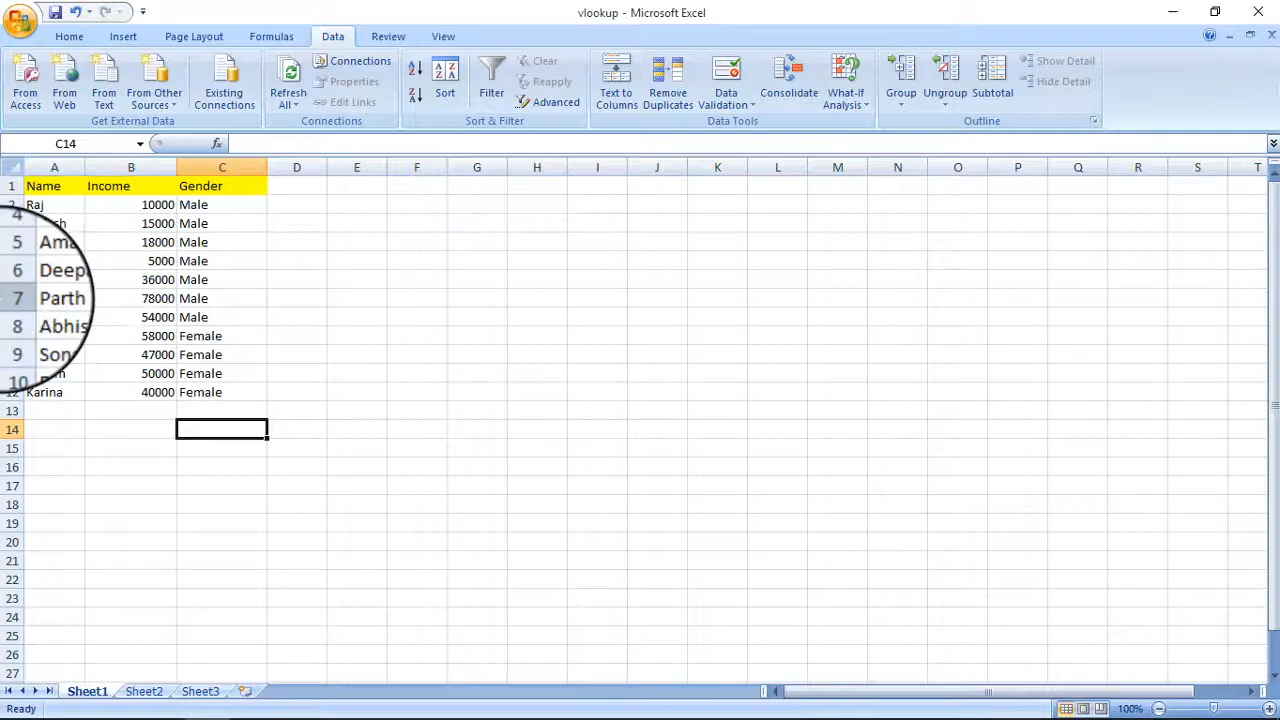 vlookup - Microsoft Excel
Home Insert Page Layout Formulas Data Review View
From Access
From Web
From Text
From Other Sources
Existing Connections
Get External Data
Refresh All
Connections
Properties
Edit Links
Connections
Sort
Filter
Clear
Reapply
Advanced
Sort & Filter
Text to Columns
Remove Duplicates
Data Validation
Consolidate
What-If Analysis
Data Tools
Group
Ungroup
Subtotal
Show Detail
Hide Detail
Outline
C14 fx
A B C D E F G H I J K L M N O P Q R S T
1 Name Income Gender
2 Raj 10000 Male
15000 Male
4
5 18000 Male
5000 Male
6 36000 Male
7 Parth 78000 Male
8 54000 Male
58000 Female
9 47000 Female
10 50000 Female
12 Karina 40000 Female
13
14
15
16
17
18
19
20
21
22
23
24
25
26
27
Sheet1 Sheet2 Sheet3
Ready 100%